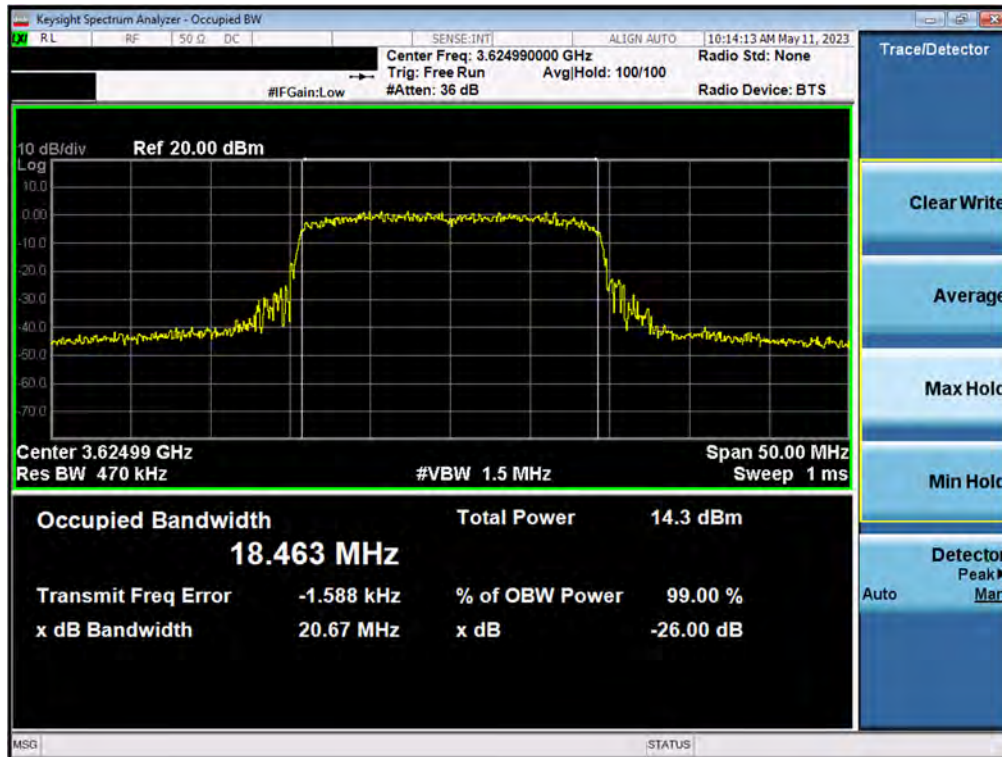 Keysight Spectrum Analyzer - Occupied BW
LXI RL RF 50 Ω DC SENSE:INT ALIGN AUTO 10:14:13 AM May 11, 2023
Center Freq: 3.624990000 GHz Radio Std: None
Trig: Free Run Avg|Hold: 100/100
#IFGain:Low #Atten: 36 dB Radio Device: BTS
10 dB/div Ref 20.00 dBm
Log
10.0
0.00
-10.0
-20.0
-30.0
-40.0
-50.0
-60.0
-70.0
Center 3.62499 GHz Span 50.00 MHz
Res BW 470 kHz #VBW 1.5 MHz Sweep 1 ms
Occupied Bandwidth Total Power 14.3 dBm
18.463 MHz
Transmit Freq Error -1.588 kHz % of OBW Power 99.00 %
x dB Bandwidth 20.67 MHz x dB -26.00 dB
MSG STATUS
Trace/Detector
Clear Write
Average
Max Hold
Min Hold
Detector
Peak
Auto Man